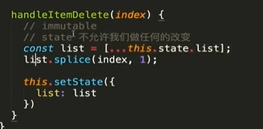 handleItemDelete(index) {
// immutable
// state 不允许我们做任何的改变
const list = [...this.state.list];
list.splice(index, 1);
this.setState({
list: list
})
}